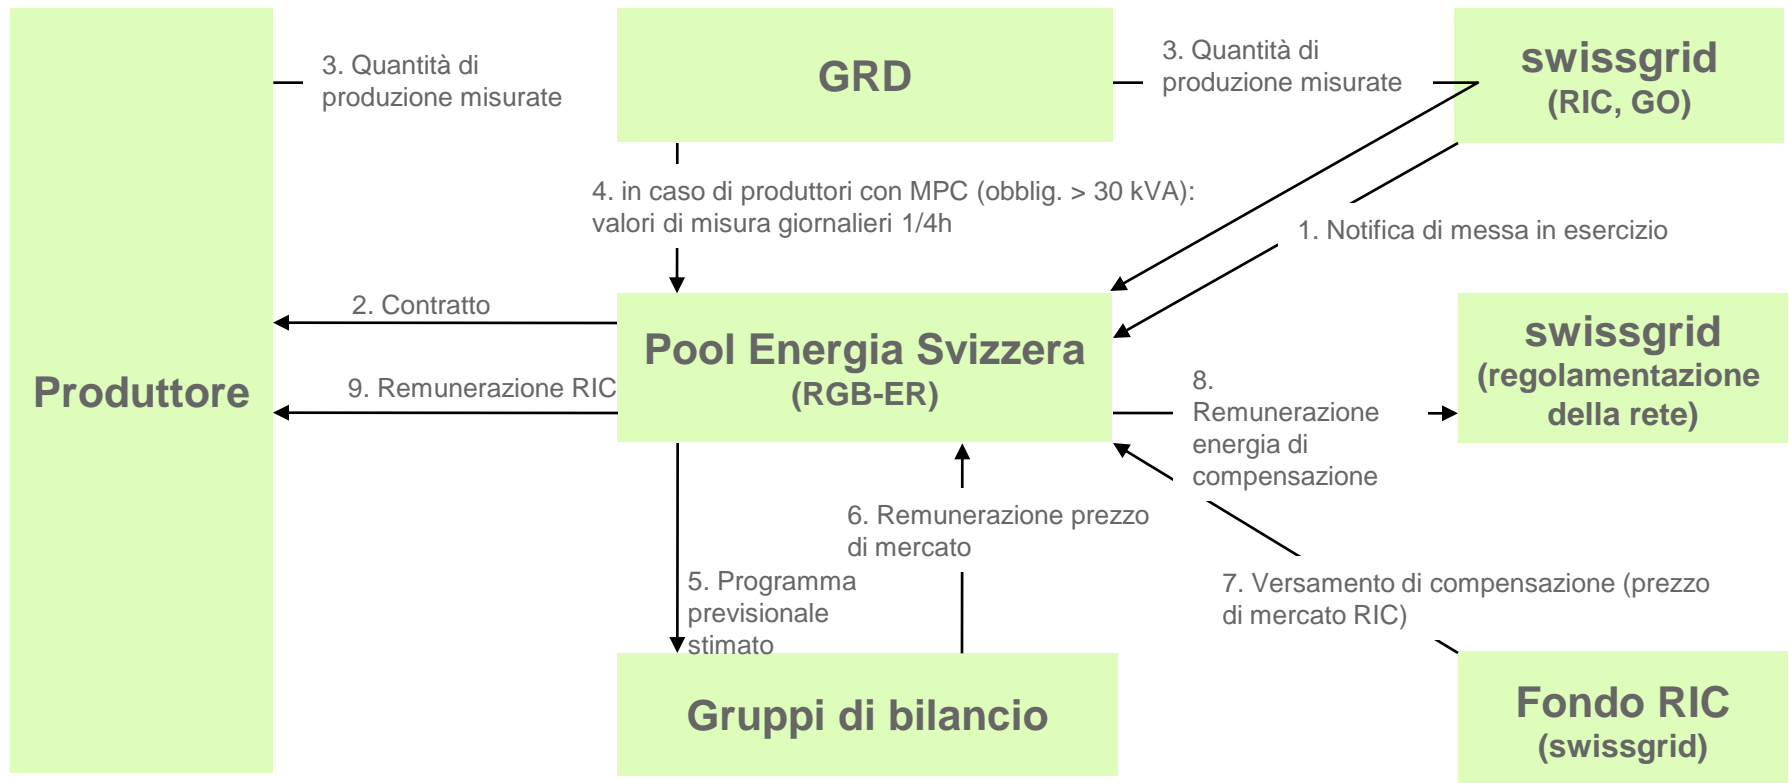 3. Quantità di
produzione misurate
GRD
3. Quantità di
produzione misurate
swissgrid
(RIC, GO)
4. in caso di produttori con MPC (obblig. > 30 kVA):
valori di misura giornalieri 1/4h
1. Notifica di messa in esercizio
2. Contratto
Produttore
9. Remunerazione RIC
Pool Energia Svizzera
(RGB-ER)
8.
Remunerazione
energia di
compensazione
swissgrid
(regolamentazione
della rete)
6. Remunerazione prezzo
di mercato
5. Programma
previsionale
stimato
7. Versamento di compensazione (prezzo
di mercato RIC)
Gruppi di bilancio
Fondo RIC
(swissgrid)